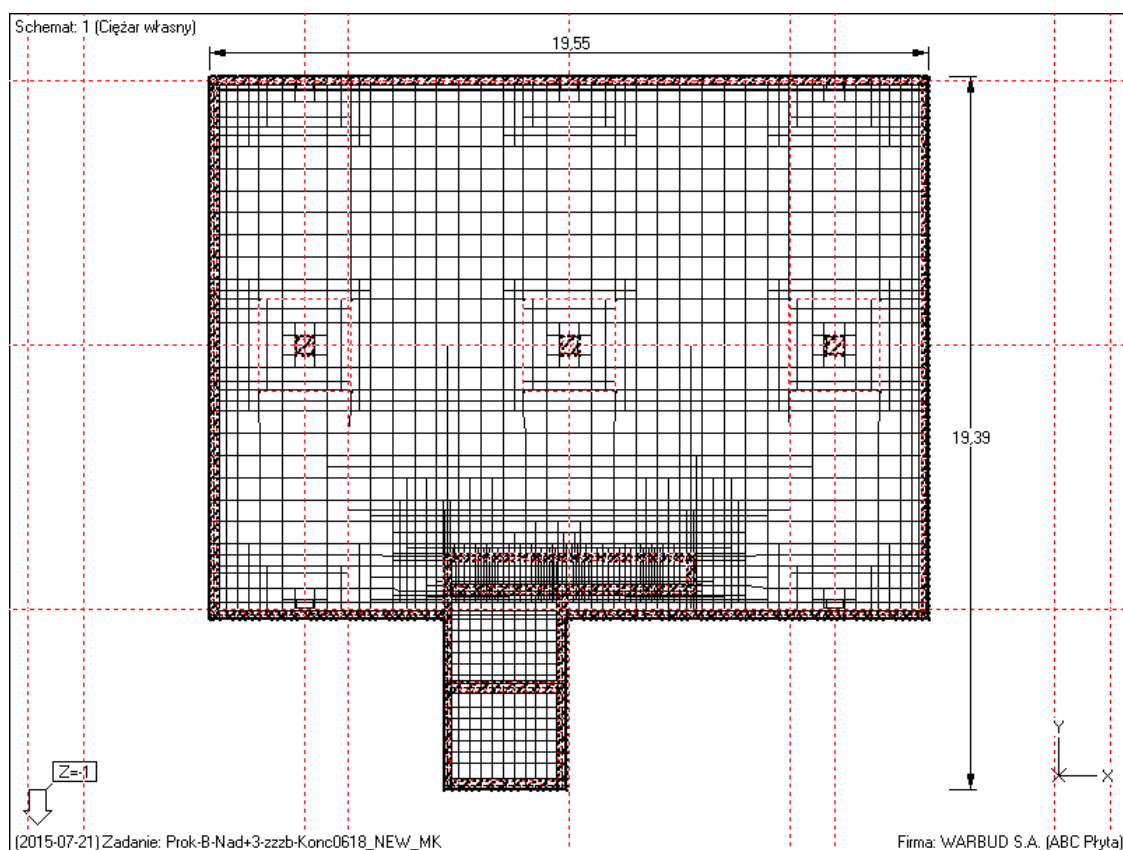 Schemat: 1 (Ciężar własny)
19,55
19,39
Z=-1
Y
X
(2015-07-21) Zadanie: Prok-B-Nad+3-zzzb-Konc0618_NEW_MK
Firma: WARBUD S.A. (ABC Płyta)